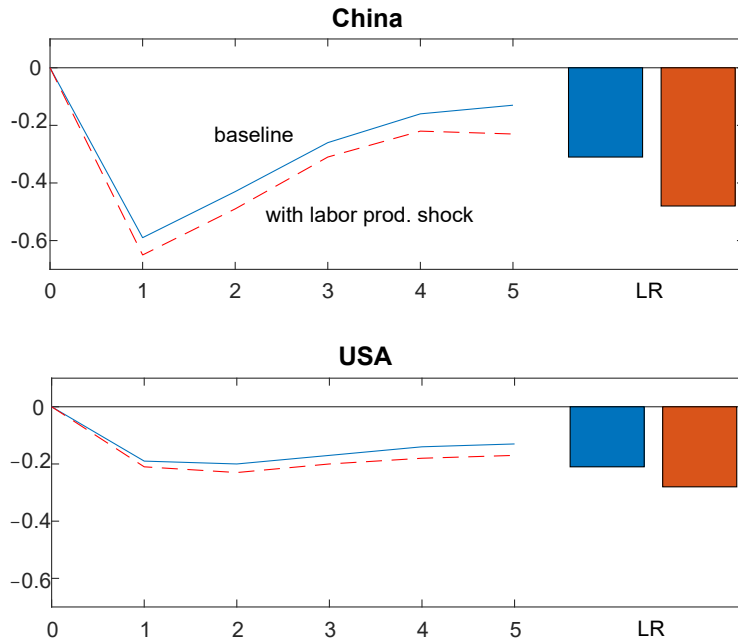 China
0
-0.2
baseline
-0.4
with labor prod. shock
-0.6
0 1 2 3 4 5 LR
USA
0
−0.2
−0.4
−0.6
0 1 2 3 4 5 LR